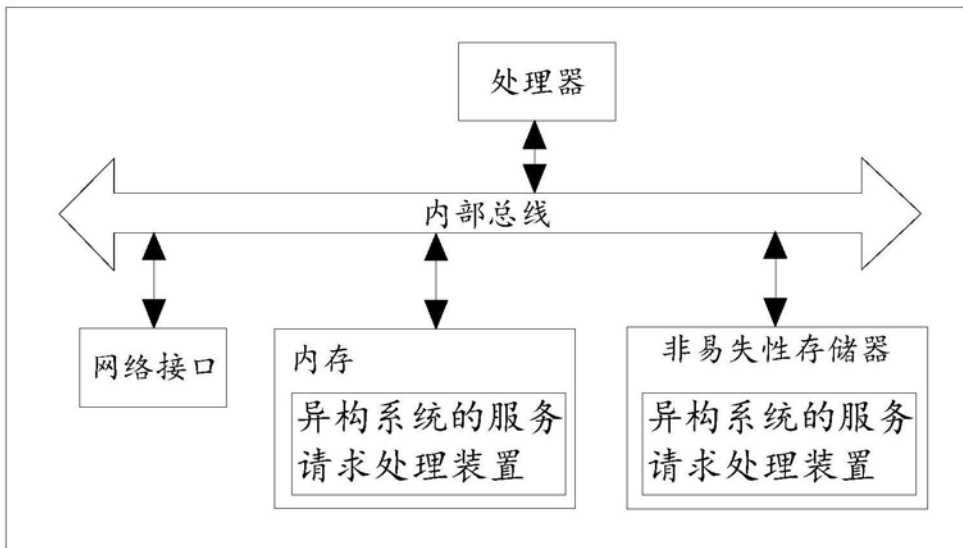 处理器
内部总线
网络接口
内存
异构系统的服务
请求处理装置
非易失性存储器
异构系统的服务
请求处理装置